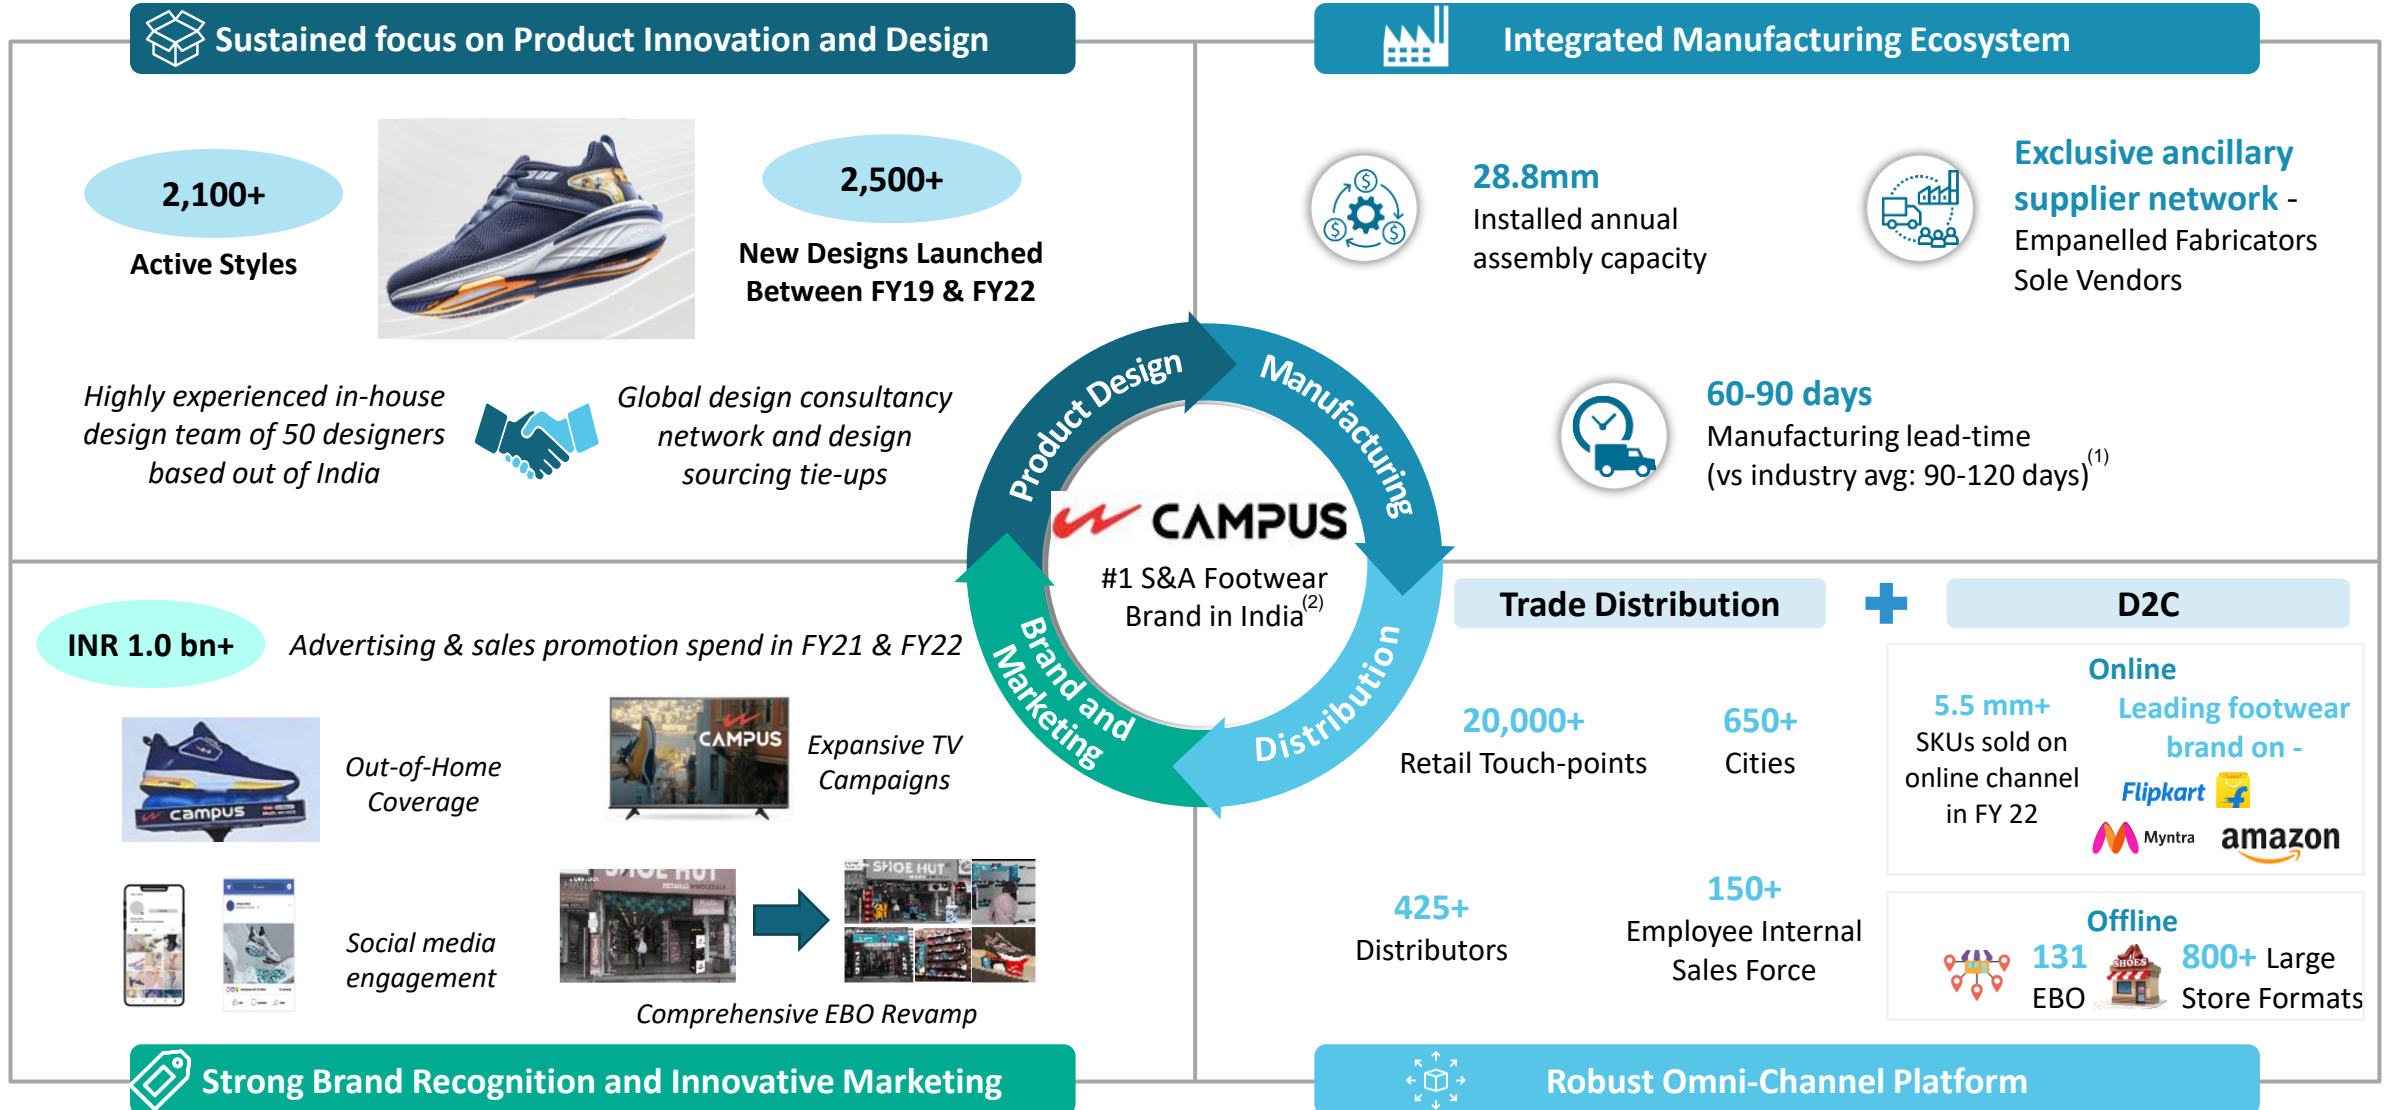 Sustained focus on Product Innovation and Design
2,100+
Active Styles
2,500+
New Designs Launched
Between FY19 & FY22
Highly experienced in-house
design team of 50 designers
based out of India
Global design consultancy
network and design
sourcing tie-ups
Integrated Manufacturing Ecosystem
28.8mm
Installed annual
assembly capacity
Exclusive ancillary
supplier network -
Empanelled Fabricators
Sole Vendors
60-90 days
Manufacturing lead-time
(vs industry avg: 90-120 days)(1)
Product Design
Manufacturing
Distribution
Brand and
Marketing
CAMPUS
#1 S&A Footwear
Brand in India(2)
INR 1.0 bn+
Advertising & sales promotion spend in FY21 & FY22
campus
Out-of-Home
Coverage
CAMPUS
Expansive TV
Campaigns
Social media
engagement
SHOE HUT
SHOE HUT
Comprehensive EBO Revamp
Strong Brand Recognition and Innovative Marketing
Trade Distribution
D2C
20,000+
Retail Touch-points
650+
Cities
425+
Distributors
150+
Employee Internal
Sales Force
Online
5.5 mm+
SKUs sold on
online channel
in FY 22
Leading footwear
brand on -
Flipkart
Myntra
amazon
Offline
131
EBO
SHOES
800+ Large
Store Formats
Robust Omni-Channel Platform